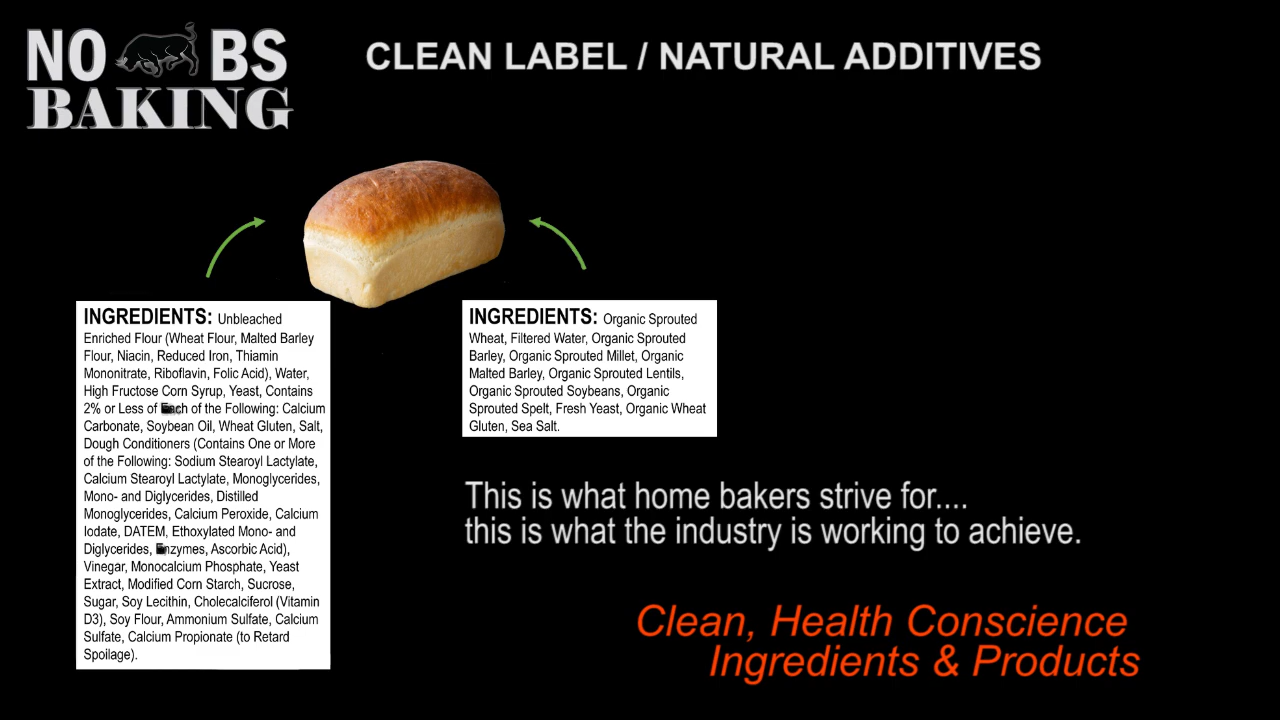 NO BS
BAKING
CLEAN LABEL / NATURAL ADDITIVES
INGREDIENTS: Unbleached
Enriched Flour (Wheat Flour, Malted Barley
Flour, Niacin, Reduced Iron, Thiamin
Mononitrate, Riboflavin, Folic Acid), Water,
High Fructose Corn Syrup, Yeast, Contains
2% or Less of Each of the Following: Calcium
Carbonate, Soybean Oil, Wheat Gluten, Salt,
Dough Conditioners (Contains One or More
of the Following: Sodium Stearoyl Lactylate,
Calcium Stearoyl Lactylate, Monoglycerides,
Mono- and Diglycerides, Distilled
Monoglycerides, Calcium Peroxide, Calcium
Iodate, DATEM, Ethoxylated Mono- and
Diglycerides, Enzymes, Ascorbic Acid),
Vinegar, Monocalcium Phosphate, Yeast
Extract, Modified Corn Starch, Sucrose,
Sugar, Soy Lecithin, Cholecalciferol (Vitamin
D3), Soy Flour, Ammonium Sulfate, Calcium
Sulfate, Calcium Propionate (to Retard
Spoilage).
INGREDIENTS: Organic Sprouted
Wheat, Filtered Water, Organic Sprouted
Barley, Organic Sprouted Millet, Organic
Malted Barley, Organic Sprouted Lentils,
Organic Sprouted Soybeans, Organic
Sprouted Spelt, Fresh Yeast, Organic Wheat
Gluten, Sea Salt.
This is what home bakers strive for....
this is what the industry is working to achieve.
Clean, Health Conscience
Ingredients & Products